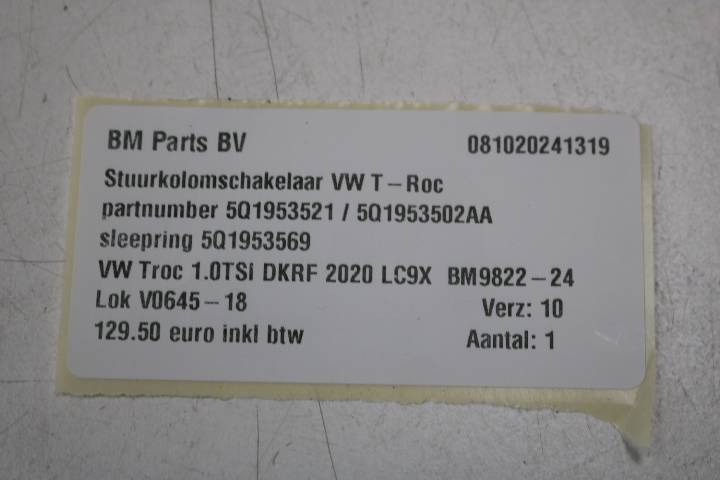 BM Parts BV 081020241319
Stuurkolomschakelaar VW T-Roc
partnumber 5Q1953521 / 5Q1953502AA
sleepring 5Q1953569
VW Troc 1.0TSi DKRF 2020 LC9X BM9822-24
Lok V0645-18 Verz: 10
129.50 euro inkl btw Aantal: 1